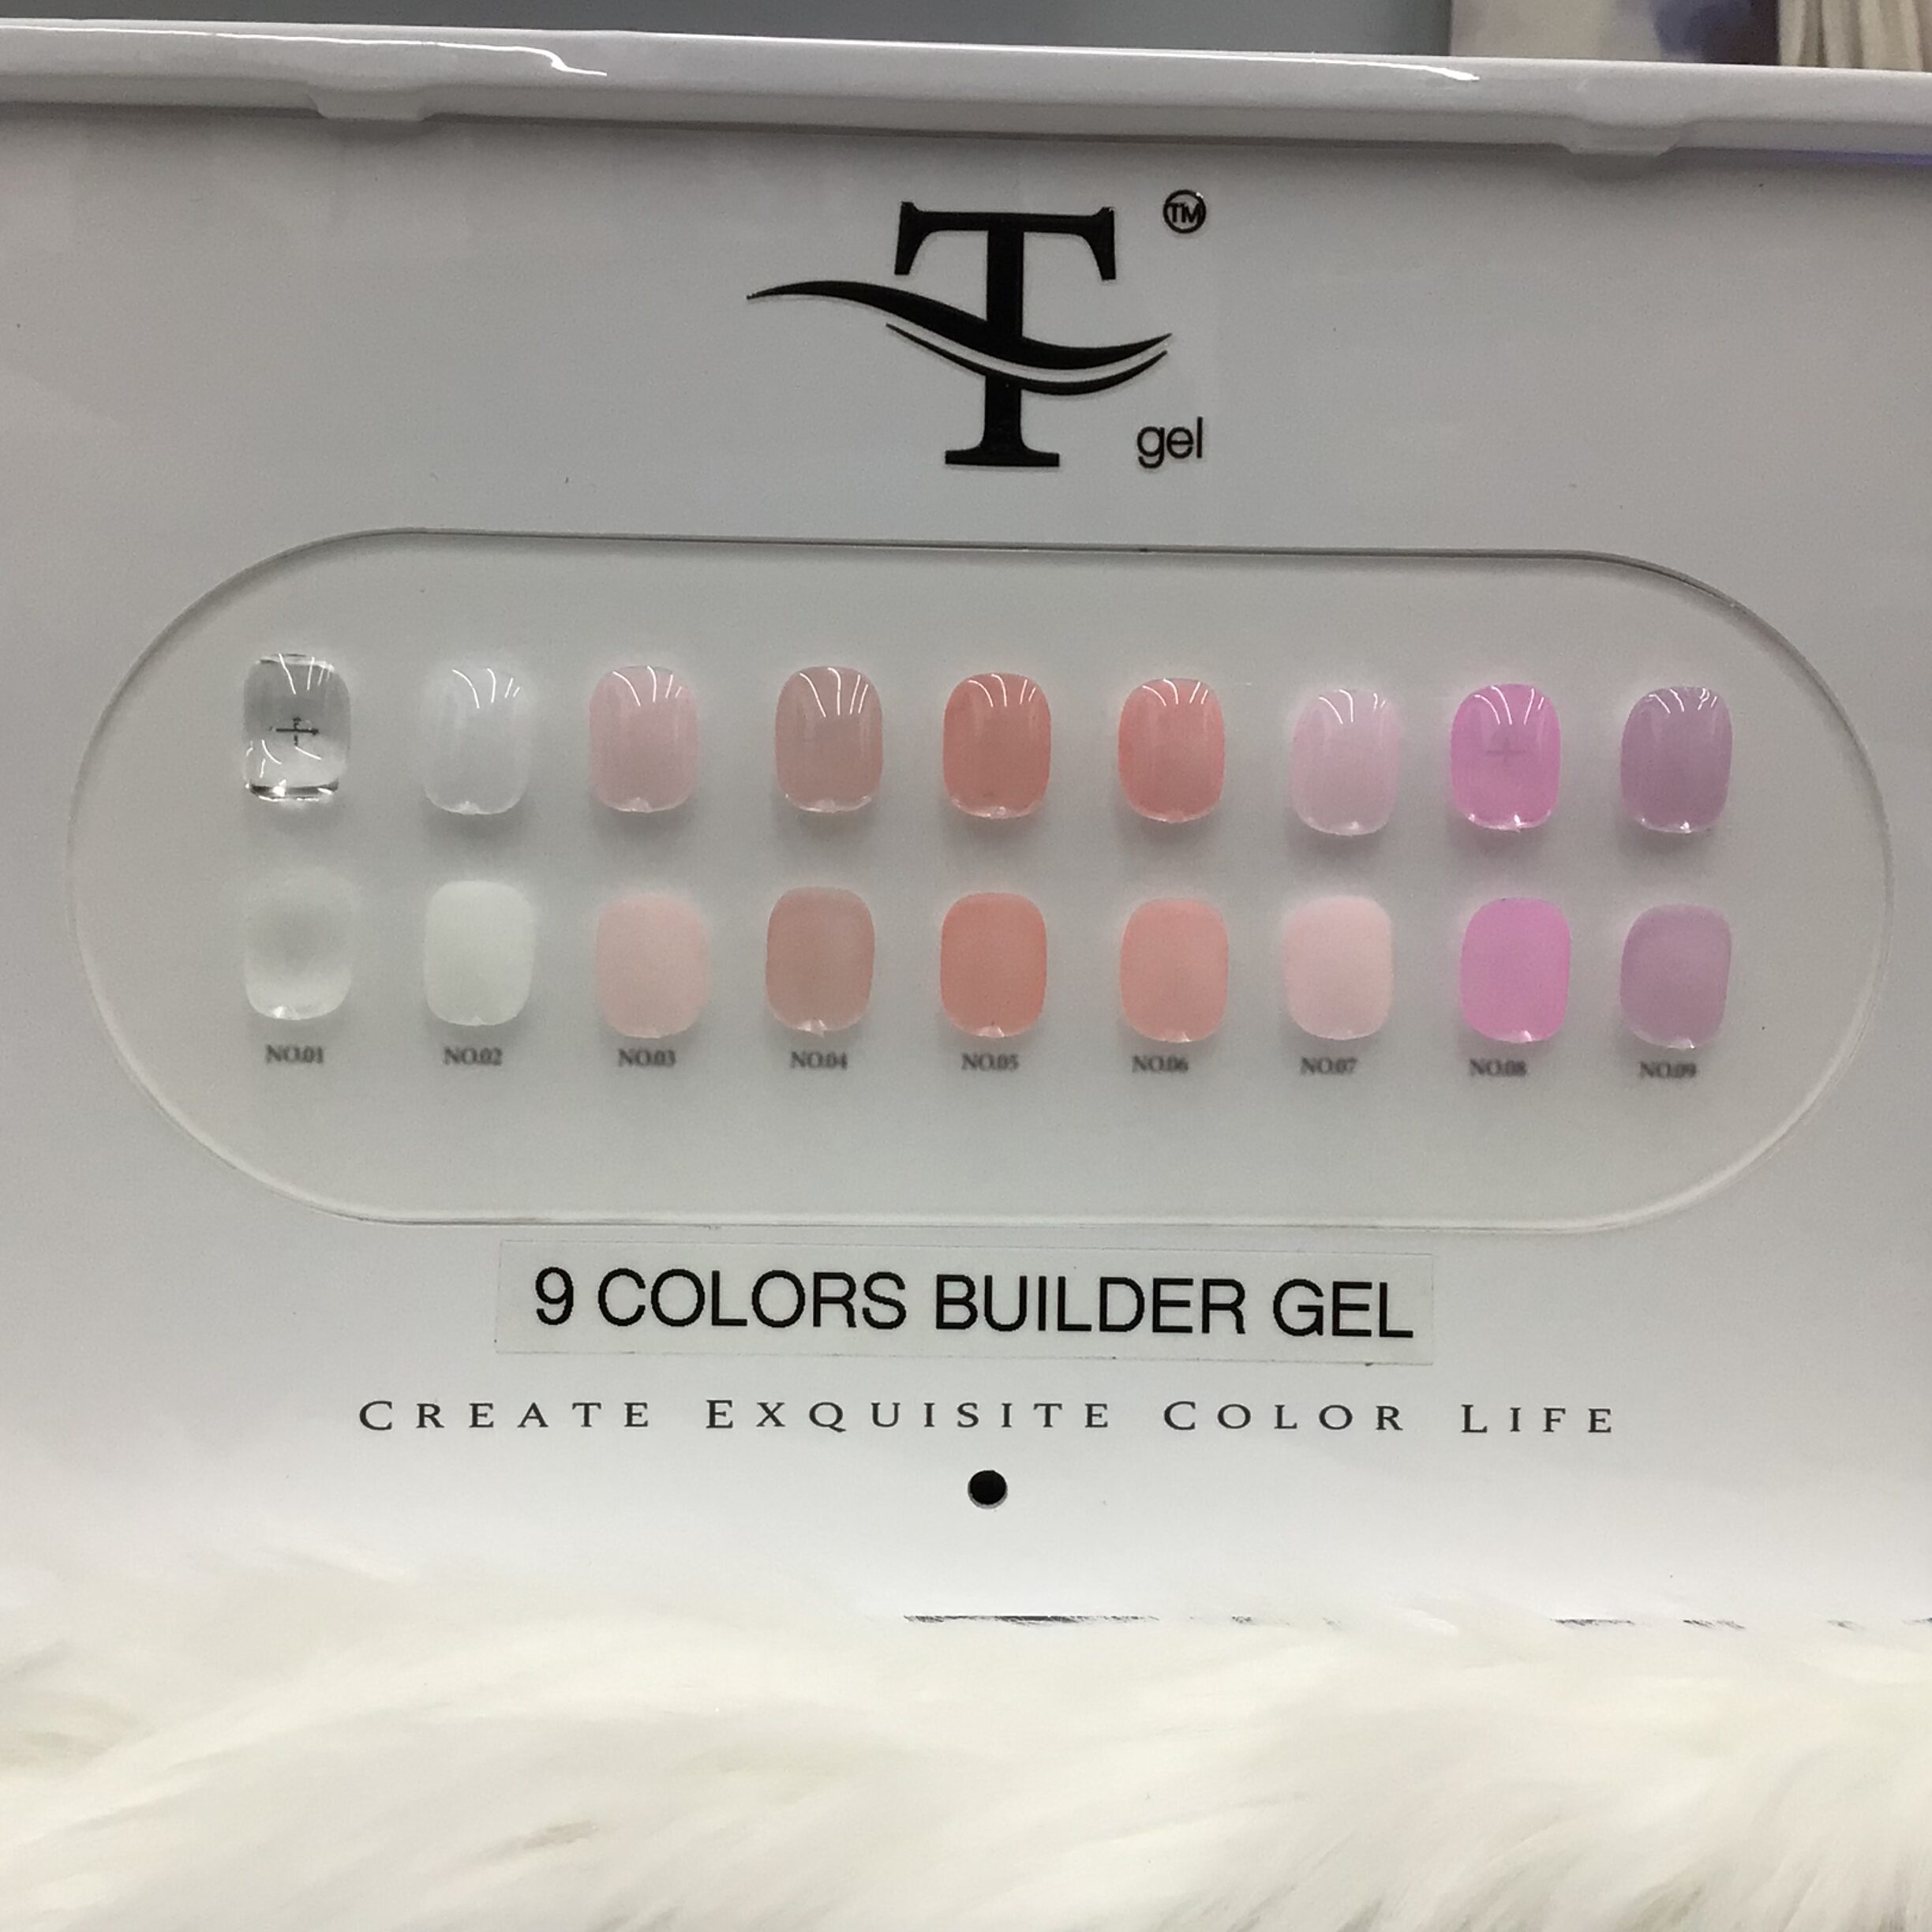 T
TM
gel
NO.01 NO.02 NO.03 NO.04 NO.05 NO.06 NO.07 NO.08 NO.09
9 COLORS BUILDER GEL
CREATE EXQUISITE COLOR LIFE